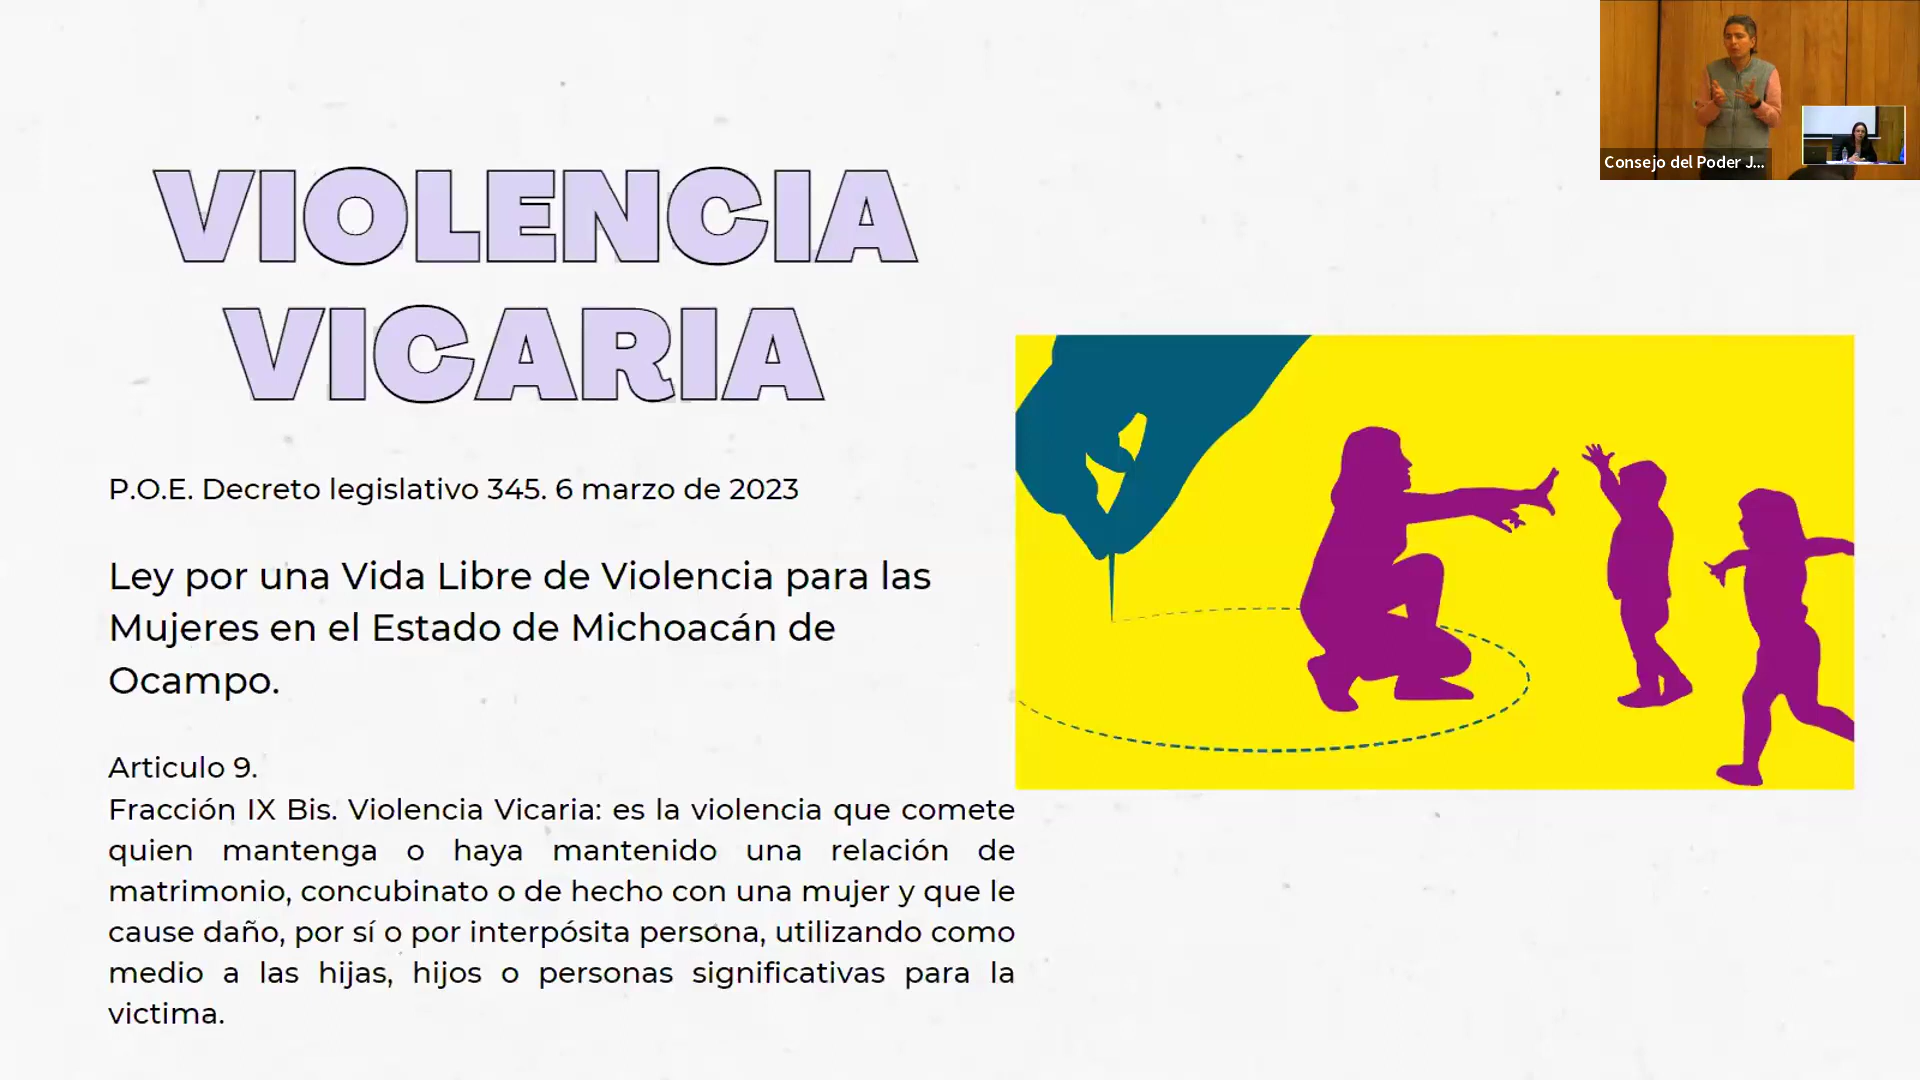 Consejo del Poder J...
VIOLENCIA
VICARIA
P.O.E. Decreto legislativo 345. 6 marzo de 2023
Ley por una Vida Libre de Violencia para las
Mujeres en el Estado de Michoacán de
Ocampo.
Articulo 9.
Fracción IX Bis. Violencia Vicaria: es la violencia que comete
quien mantenga o haya mantenido una relación de
matrimonio, concubinato o de hecho con una mujer y que le
cause daño, por sí o por interpósita persona, utilizando como
medio a las hijas, hijos o personas significativas para la
victima.